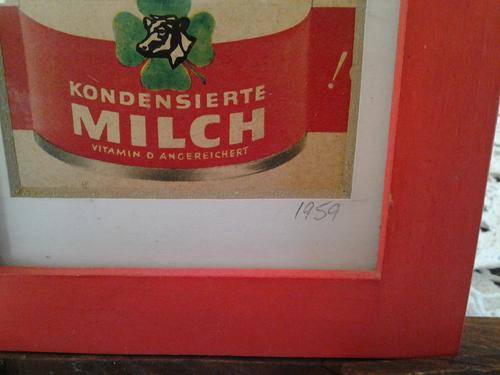 !
KONDENSIERTE
MILCH
VITAMIN D ANGEREICHERT
1959